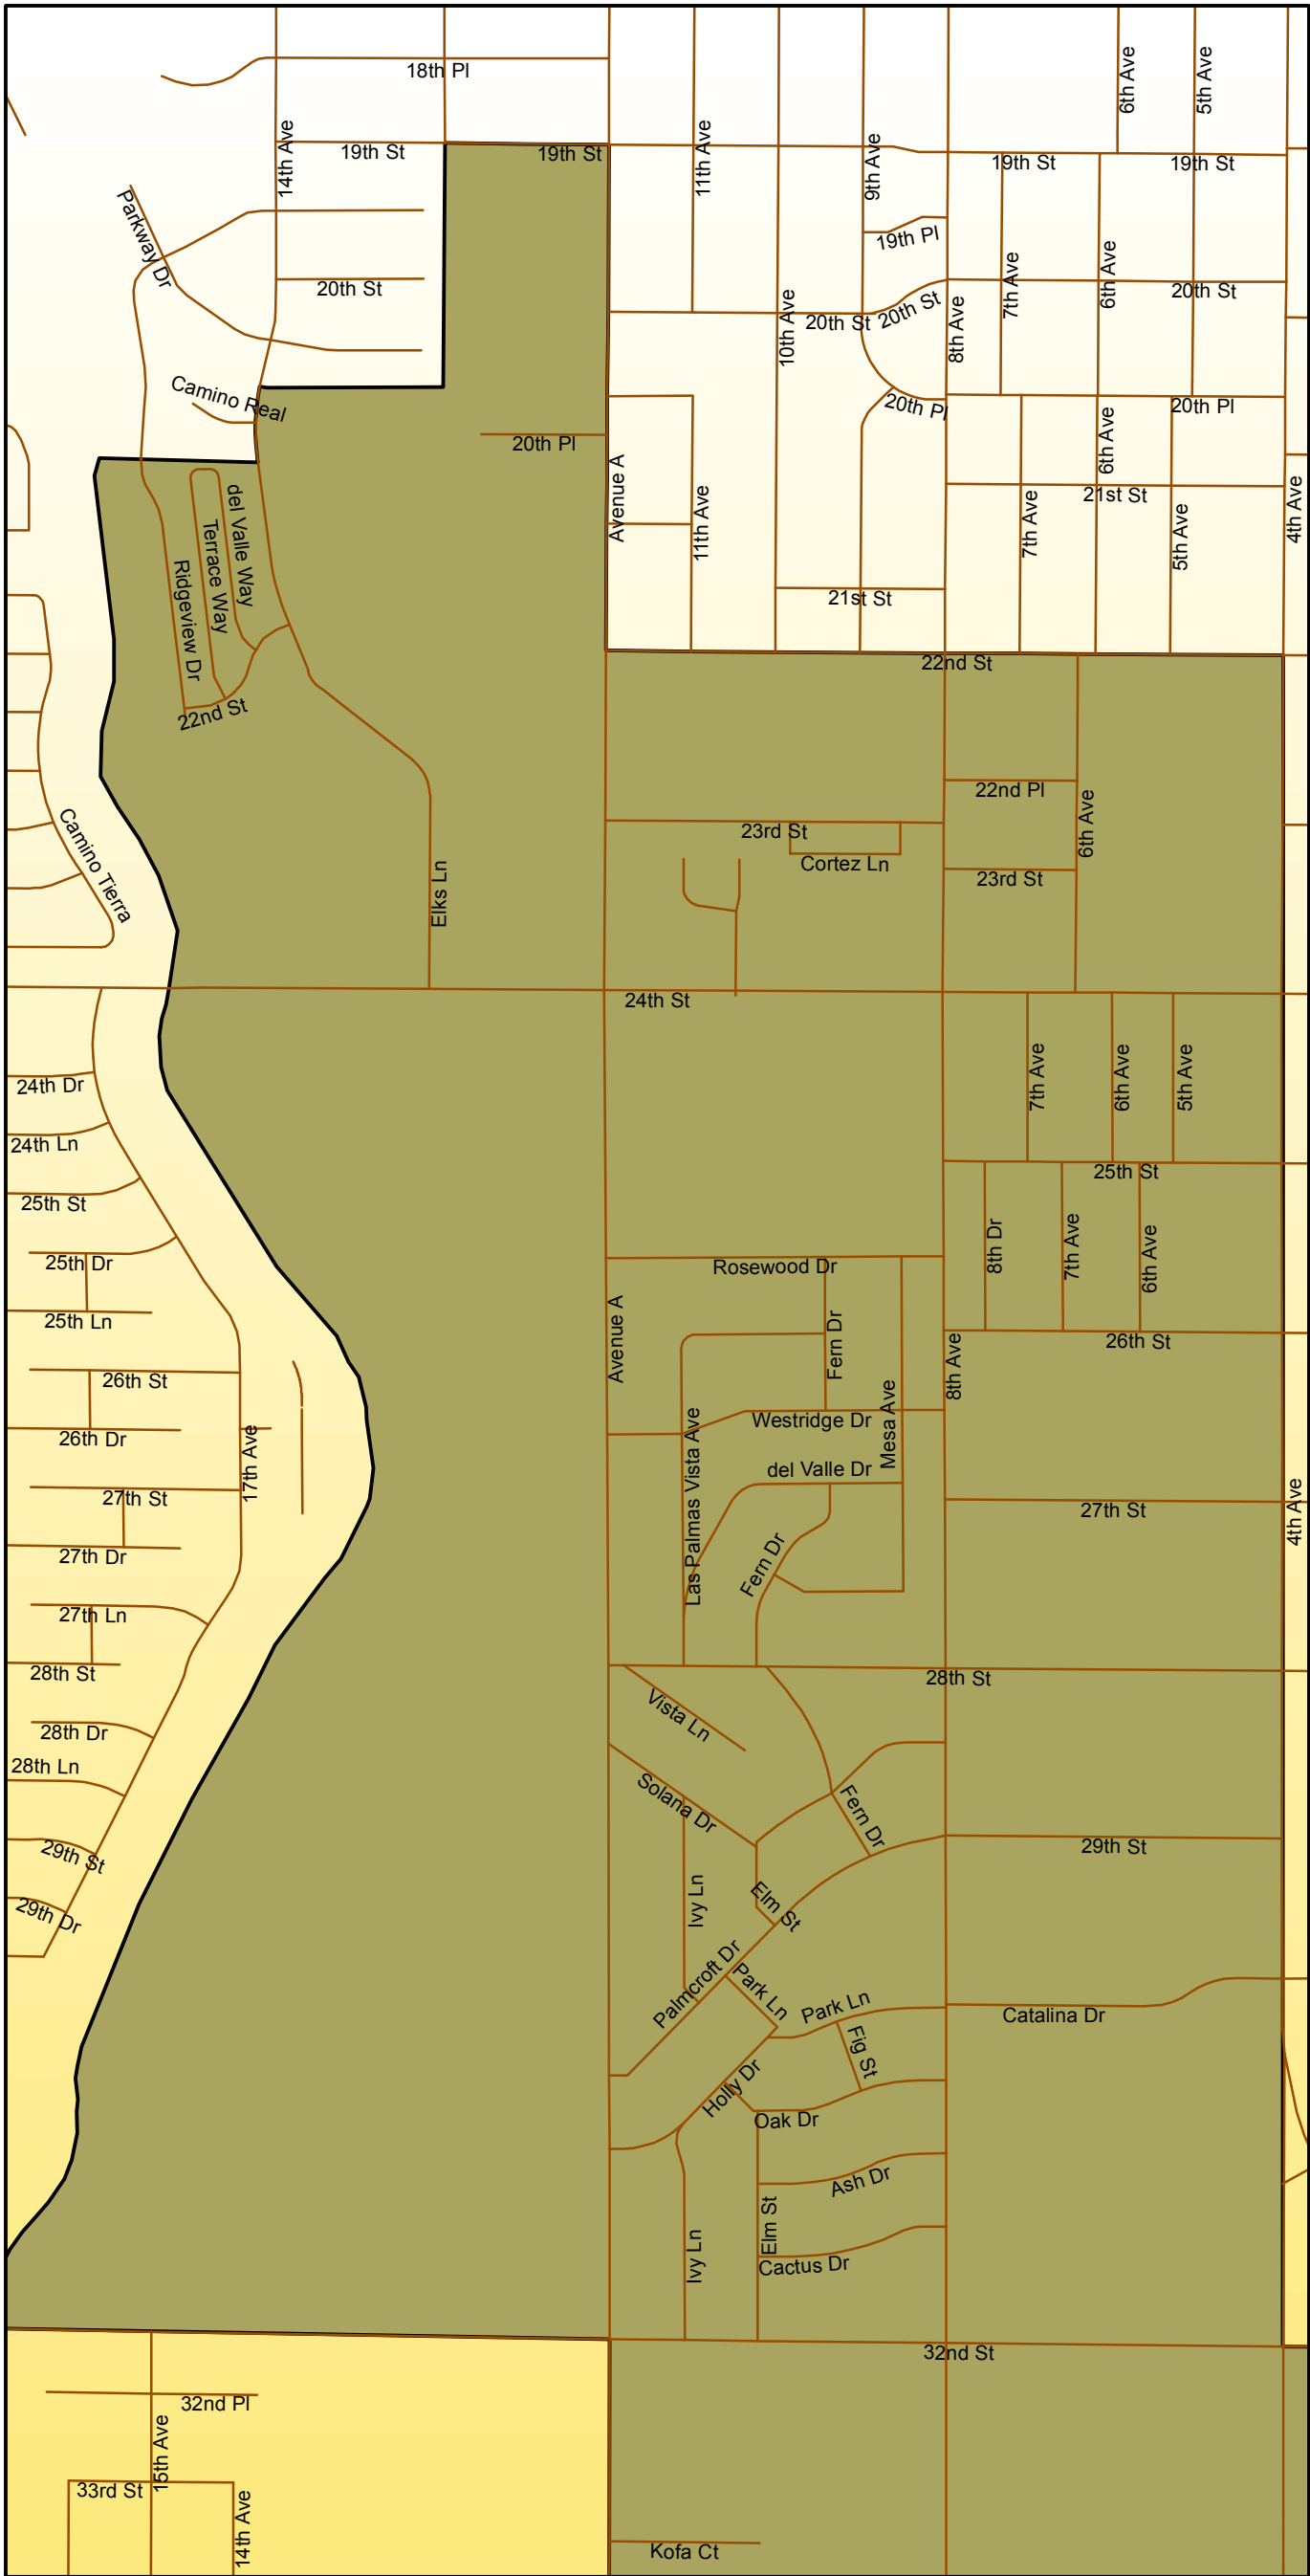 6th Ave
5th Ave
18th Pl
14th Ave
11th Ave
9th Ave
19th St
19th St
19th St
19th St
Parkway Dr
19th Pl
7th Ave
6th Ave
20th St
20th St
20th St
20th St
10th Ave
8th Ave
Camino Real
20th Pl
20th Pl
20th Pl
6th Ave
Avenue A
11th Ave
21st St
7th Ave
5th Ave
4th Ave
del Valle Way
Terrace Way
Ridgeview Dr
21st St
22nd St
22nd St
22nd Pl
Camino Tierra
23rd St
6th Ave
Cortez Ln
23rd St
Elks Ln
24th St
7th Ave
6th Ave
5th Ave
24th Dr
24th Ln
25th St
25th St
8th Dr
7th Ave
6th Ave
25th Dr
Rosewood Dr
25th Ln
Avenue A
Fern Dr
8th Ave
26th St
26th St
26th Dr
Westridge Dr
Mesa Ave
17th Ave
Las Palmas Vista Ave
del Valle Dr
27th St
27th St
4th Ave
27th Dr
Fern Dr
27th Ln
28th St
28th St
Vista Ln
28th Dr
28th Ln
Solana Dr
Fern Dr
29th St
29th St
Ivy Ln
Elm St
29th Dr
Palmcroft Dr
Park Ln
Park Ln
Catalina Dr
Fig St
Holly Dr
Oak Dr
Ash Dr
Elm St
Ivy Ln
Cactus Dr
32nd St
32nd Pl
15th Ave
33rd St
14th Ave
Kofa Ct